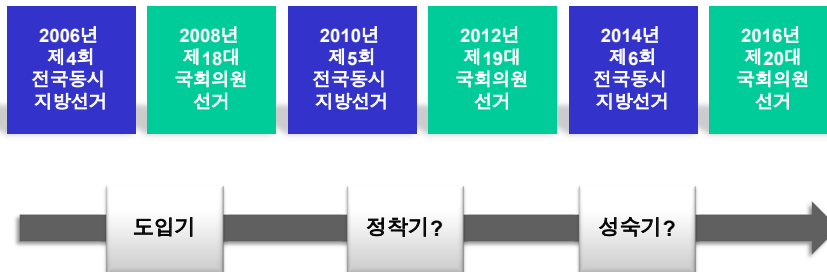 2006년
제4회
전국동시
지방선거
2008년
제18대
국회의원
선거
2010년
제5회
전국동시
지방선거
2012년
제19대
국회의원
선거
2014년
제6회
전국동시
지방선거
2016년
제20대
국회의원
선거
도입기
정착기?
성숙기?